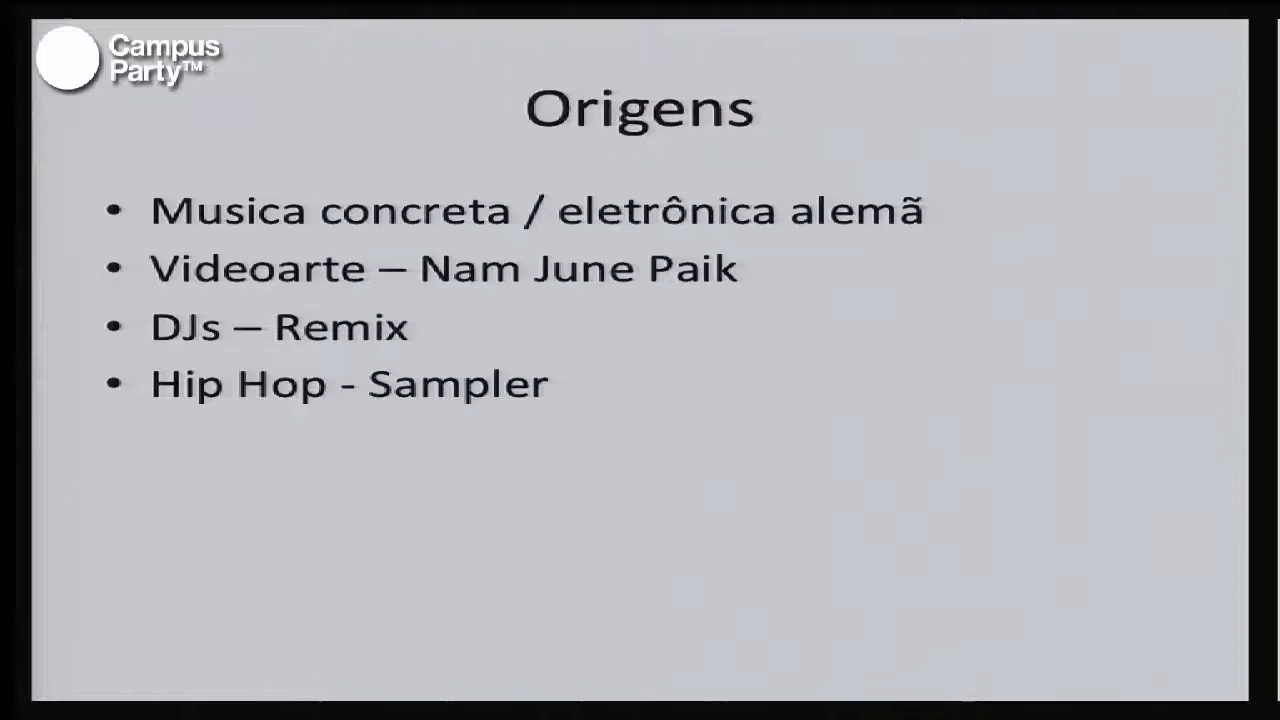 Campus
Party™
Origens
• Musica concreta / eletrônica alemã
• Videoarte – Nam June Paik
• DJs – Remix
• Hip Hop - Sampler